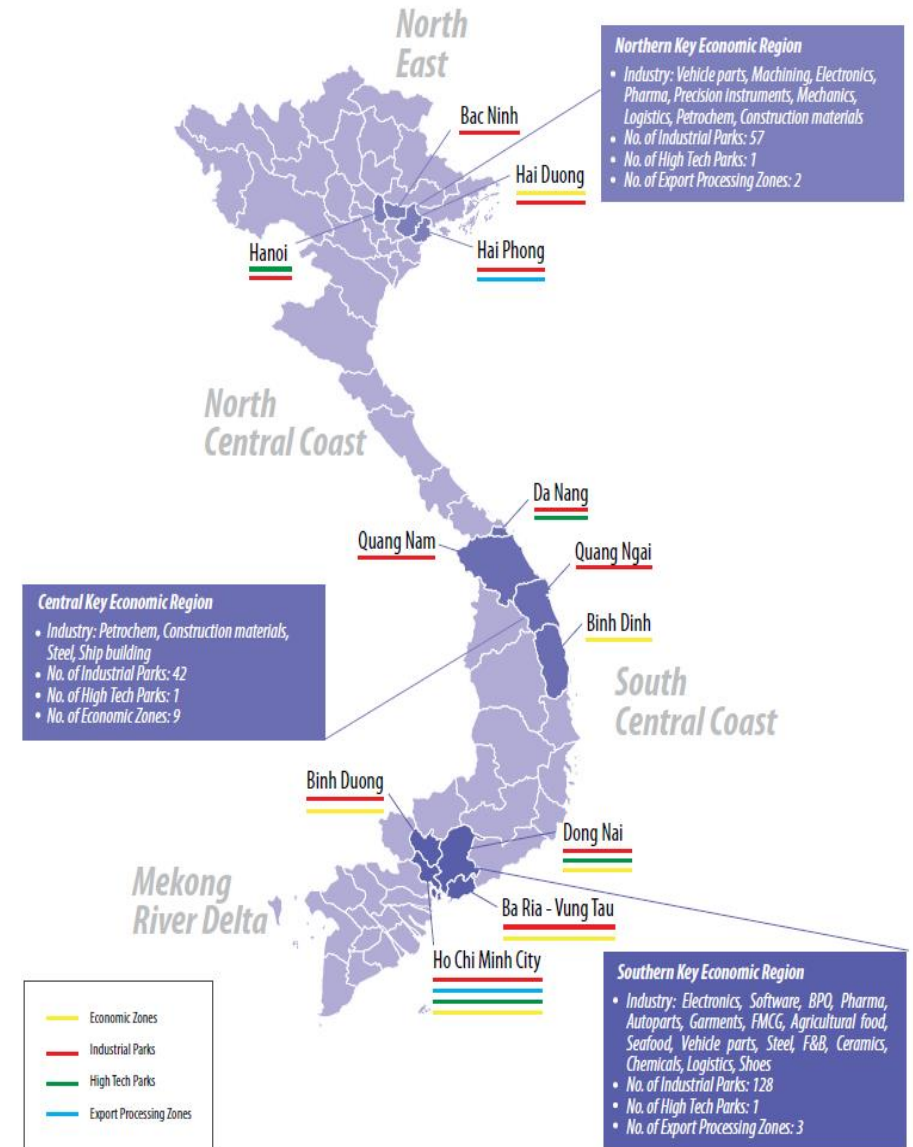 North
East
Northern Key Economic Region
• Industry: Vehicle parts, Machining, Electronics,
Pharma, Precision instruments, Mechanics,
Logistics, Petrochem, Construction materials
• No. of Industrial Parks: 57
• No. of High Tech Parks: 1
• No. of Export Processing Zones: 2
Bac Ninh
Hai Duong
Hanoi
Hai Phong
North
Central Coast
Da Nang
Quang Nam
Quang Ngai
Central Key Economic Region
• Industry: Petrochem, Construction materials,
Steel, Ship building
• No. of Industrial Parks: 42
• No. of High Tech Parks: 1
• No. of Economic Zones: 9
Binh Dinh
South
Central Coast
Binh Duong
Dong Nai
Mekong
River Delta
Ba Ria - Vung Tau
Ho Chi Minh City
Southern Key Economic Region
• Industry: Electronics, Software, BPO, Pharma,
Autoparts, Garments, FMCG, Agricultural food,
Seafood, Vehicle parts, Steel, F&B, Ceramics,
Chemicals, Logistics, Shoes
• No. of Industrial Parks: 128
• No. of High Tech Parks: 1
• No. of Export Processing Zones: 3
Economic Zones
Industrial Parks
High Tech Parks
Export Processing Zones